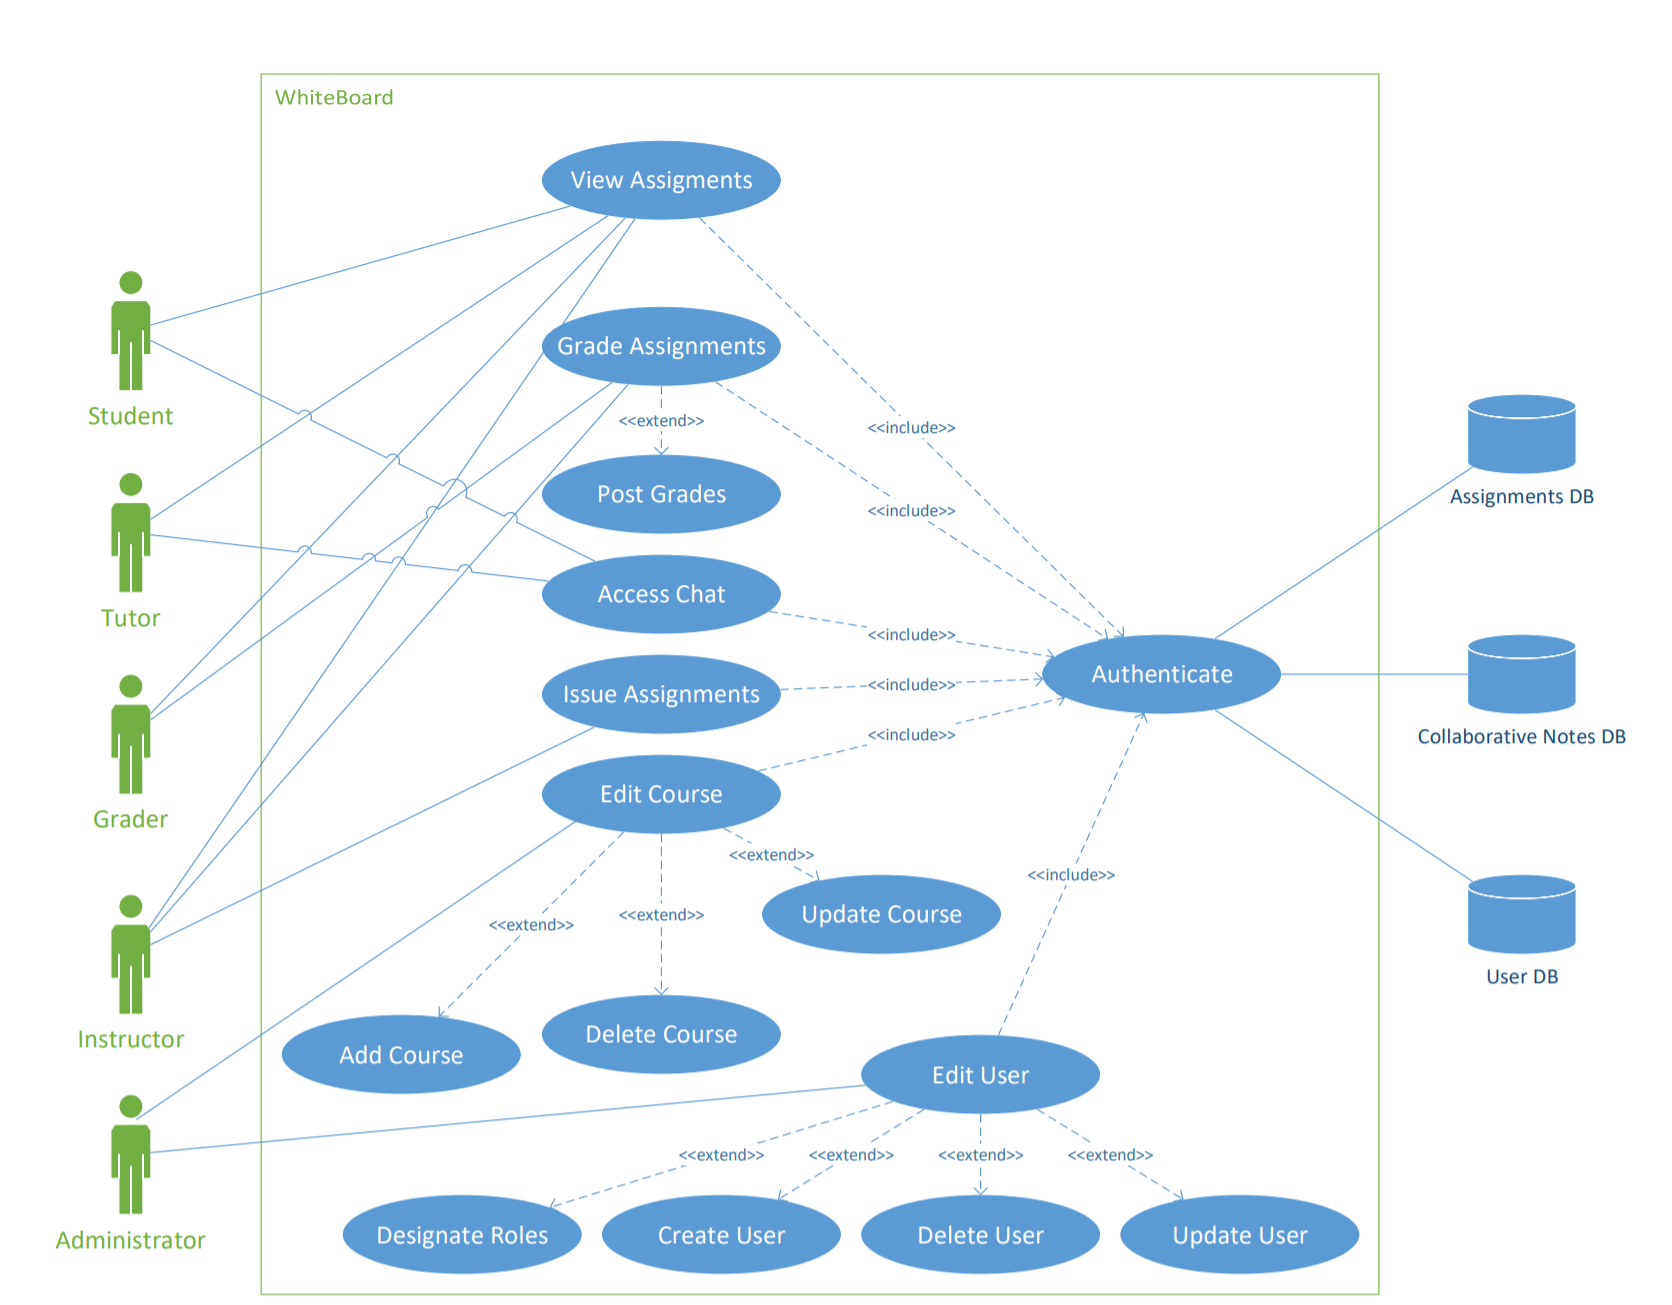 WhiteBoard
View Assigments
Grade Assignments
Student
<<extend>>
<<include>>
Assignments DB
Post Grades
<<include>>
Access Chat
Tutor
<<include>>
Authenticate
Issue Assignments
<<include>>
<<include>>
Collaborative Notes DB
Edit Course
Grader
<<extend>>
<<include>>
<<extend>>
<<extend>>
Update Course
User DB
Instructor
Delete Course
Add Course
Edit User
<<extend>>
<<extend>>
<<extend>>
<<extend>>
Administrator
Designate Roles
Create User
Delete User
Update User